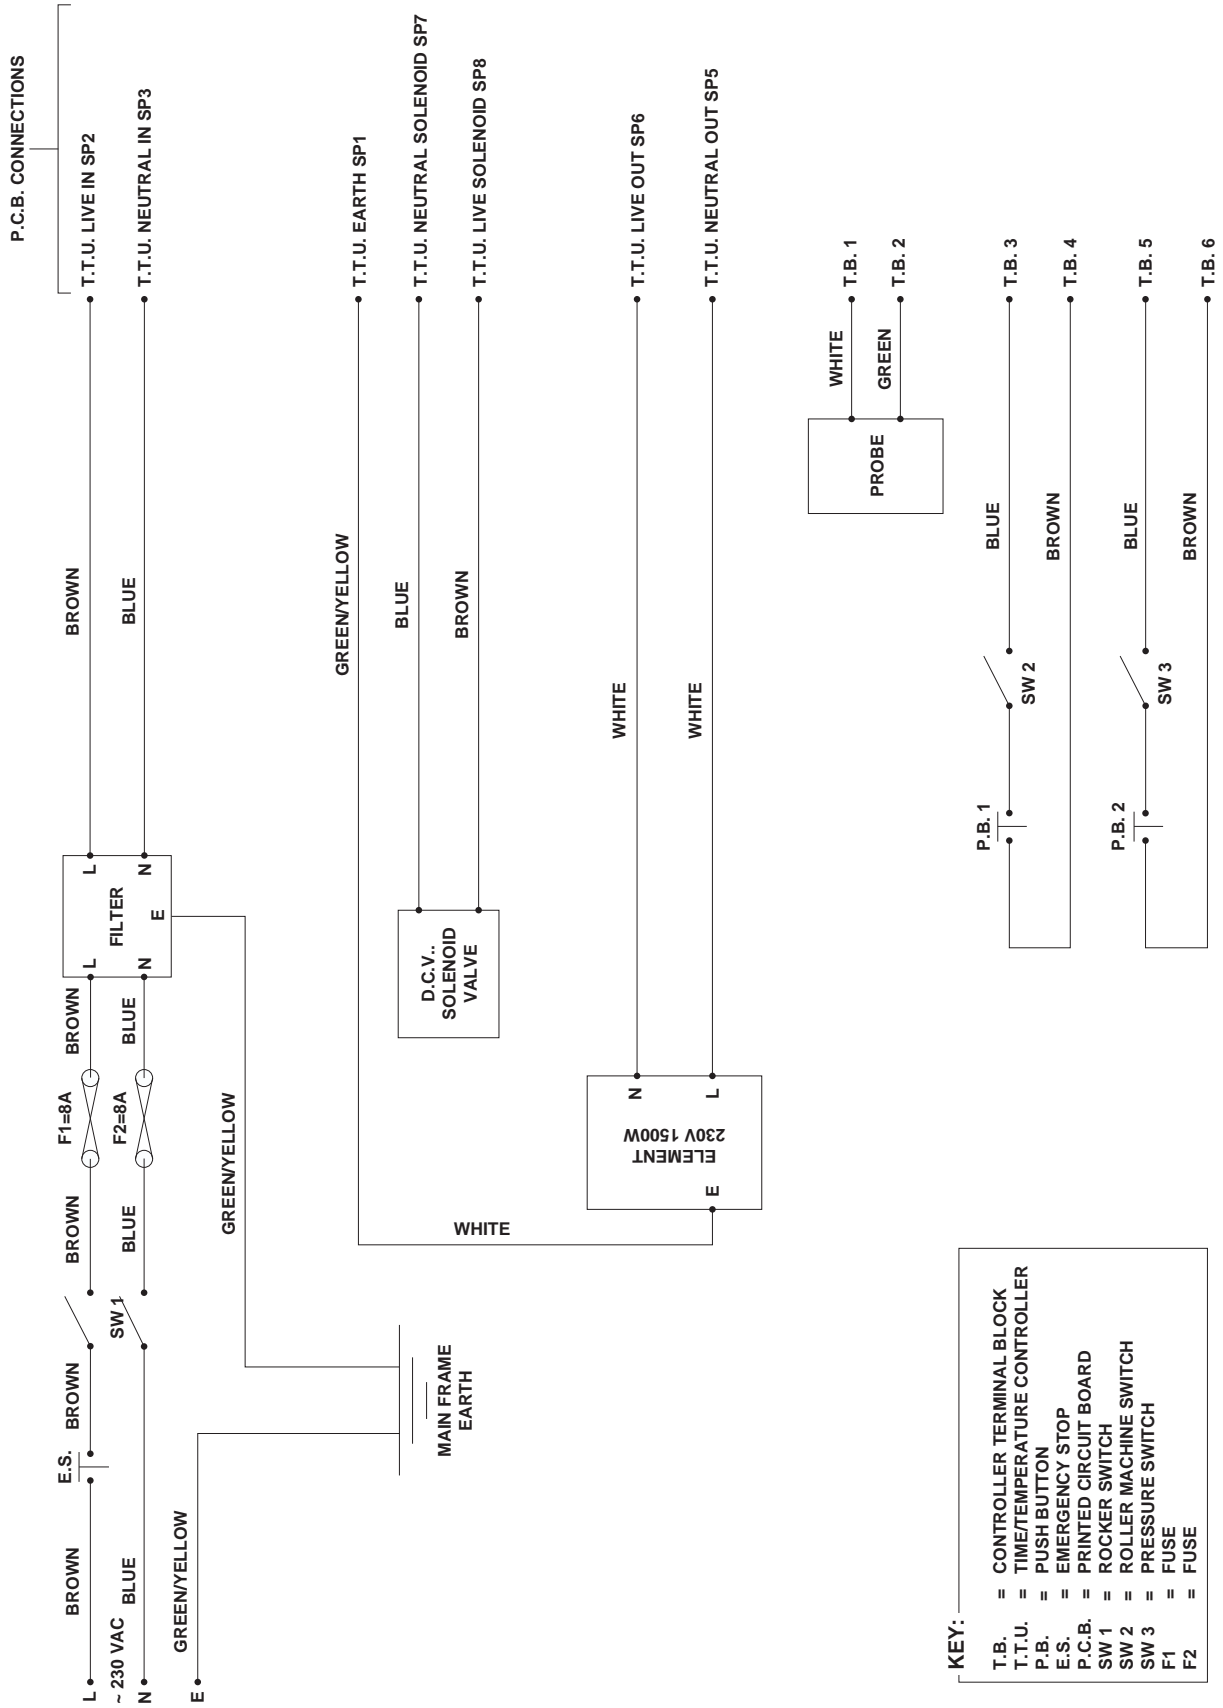 P.C.B. CONNECTIONS
L
BROWN
E.S.
BROWN
BROWN
F1=8A
BROWN
L
L
BROWN
T.T.U. LIVE IN SP2
~ 230 VAC
SW 1
F2=8A
FILTER
N
BLUE
BLUE
BLUE
N
N
BLUE
T.T.U. NEUTRAL IN SP3
E
E
GREEN/YELLOW
GREEN/YELLOW
MAIN FRAME
EARTH
GREEN/YELLOW
T.T.U. EARTH SP1
WHITE
D.C.V..
SOLENOID
VALVE
BLUE
T.T.U. NEUTRAL SOLENOID SP7
BROWN
T.T.U. LIVE SOLENOID SP8
ELEMENT
230V 1500W
E
N
L
WHITE
T.T.U. LIVE OUT SP6
WHITE
T.T.U. NEUTRAL OUT SP5
PROBE
WHITE
T.B. 1
GREEN
T.B. 2
P.B. 1
SW 2
BLUE
T.B. 3
BROWN
T.B. 4
P.B. 2
SW 3
BLUE
T.B. 5
BROWN
T.B. 6
KEY:
T.B. = CONTROLLER TERMINAL BLOCK
T.T.U. = TIME/TEMPERATURE CONTROLLER
P.B. = PUSH BUTTON
E.S. = EMERGENCY STOP
P.C.B. = PRINTED CIRCUIT BOARD
SW 1 = ROCKER SWITCH
SW 2 = ROLLER MACHINE SWITCH
SW 3 = PRESSURE SWITCH
F1 = FUSE
F2 = FUSE